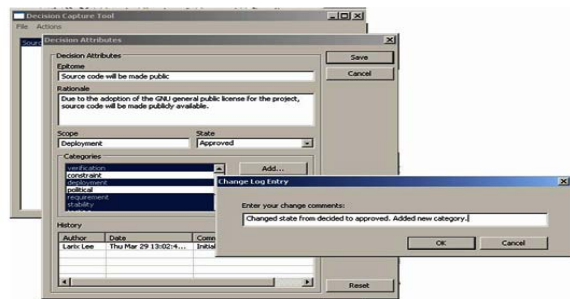 Decision Capture Tool
File Actions
Decision Attributes
Decision Attributes
Save
Epitome
Source code will be made public
Cancel
Rationale
Due to the adoption of the GNU general public license for the project,
source code will be made publicly available.
Scope State
Deployment Approved
Categories
verification
constraint
deployment
political
requirement
stability
Add...
Change Log Entry
Enter your change comments:
Changed state from decided to approved. Added new category.
OK Cancel
History
Author Date
Larix Lee Thu Mar 29 13:02:4... Initial
Reset